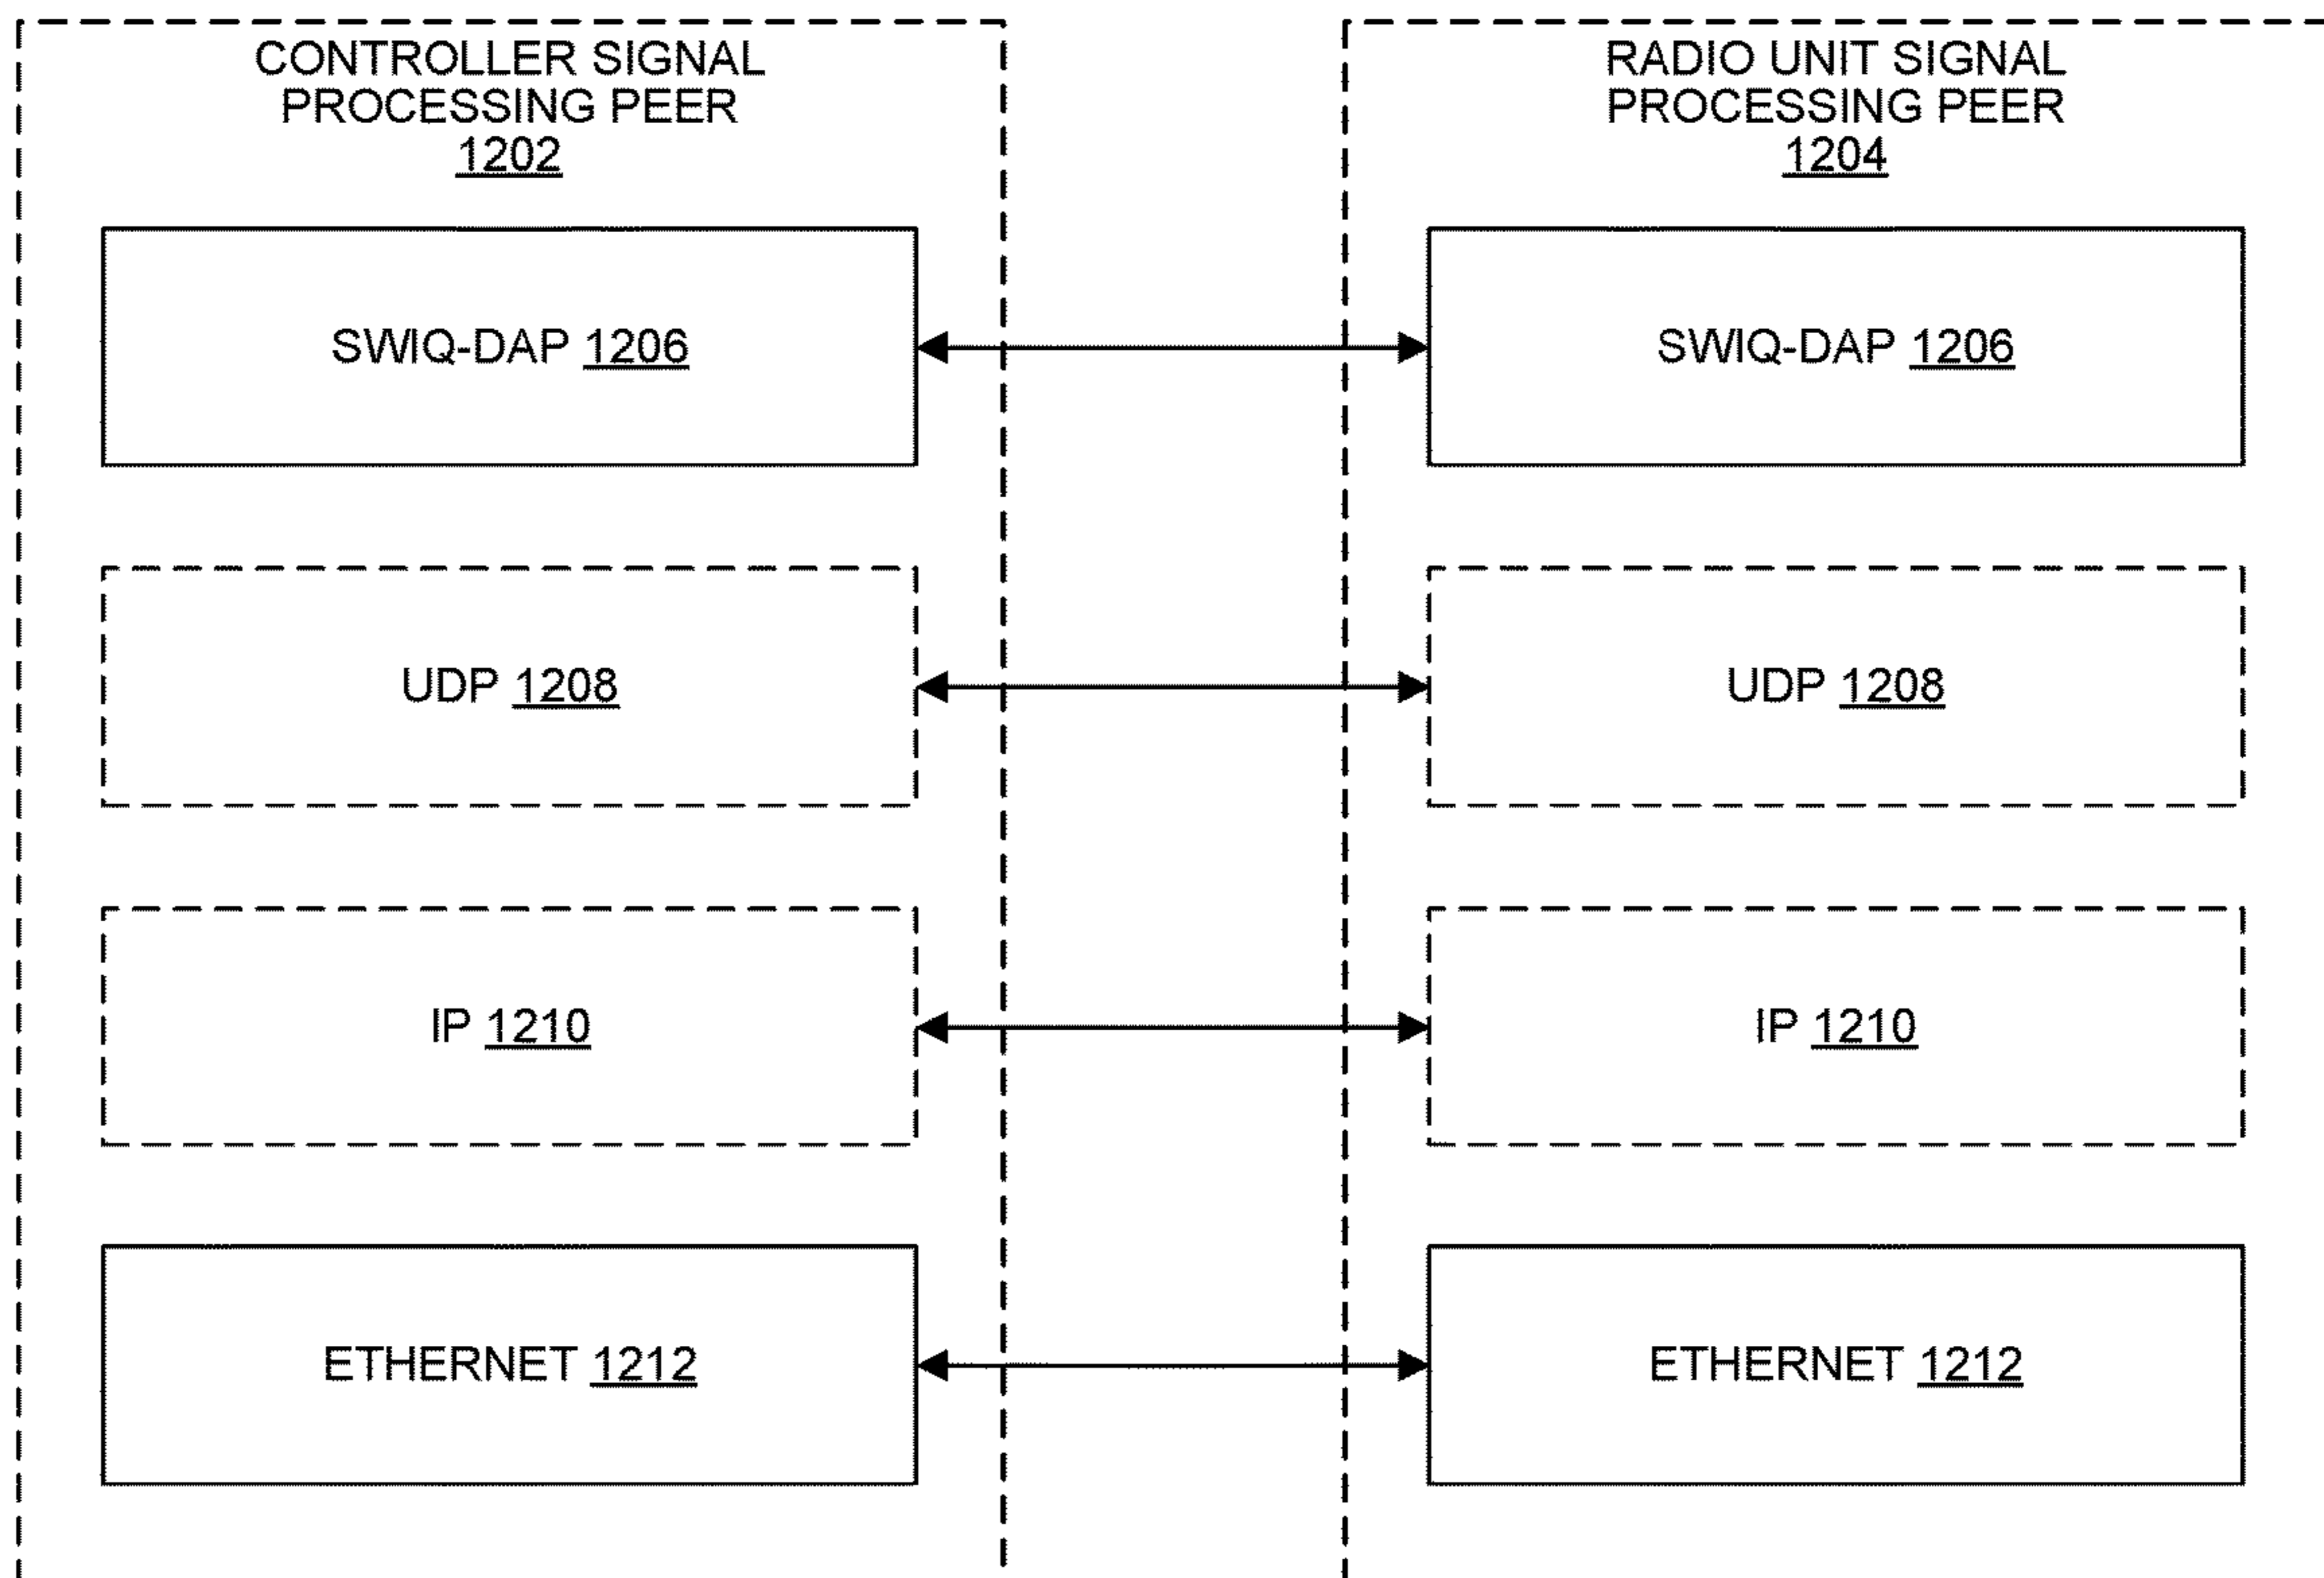 CONTROLLER SIGNAL
PROCESSING PEER
1202
SWIQ-DAP 1206
UDP 1208
IP 1210
ETHERNET 1212
RADIO UNIT SIGNAL
PROCESSING PEER
1204
SWIQ-DAP 1206
UDP 1208
IP 1210
ETHERNET 1212